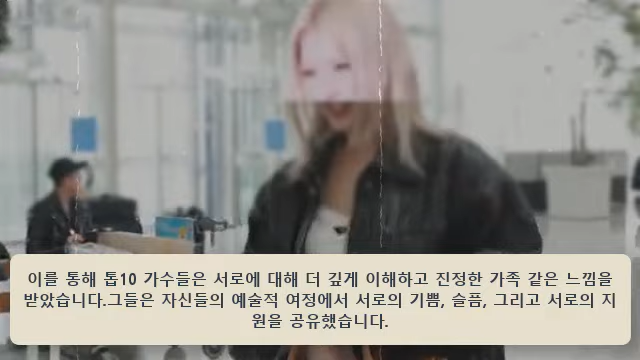 이를 통해 톱10 가수들은 서로에 대해 더 깊게 이해하고 진정한 가족 같은 느낌을
받았습니다.그들은 자신들의 예술적 여정에서 서로의 기쁨, 슬픔, 그리고 서로의 지
원을 공유했습니다.